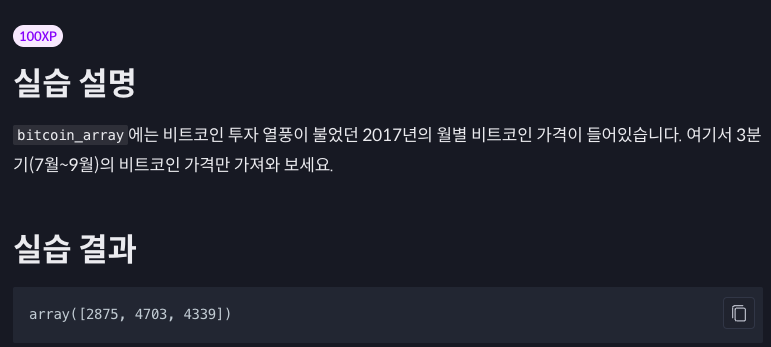 100XP
실습 설명
bitcoin_array에는 비트코인 투자 열풍이 불었던 2017년의 월별 비트코인 가격이 들어있습니다. 여기서 3분
기(7월~9월)의 비트코인 가격만 가져와 보세요.
실습 결과
array([2875, 4703, 4339])